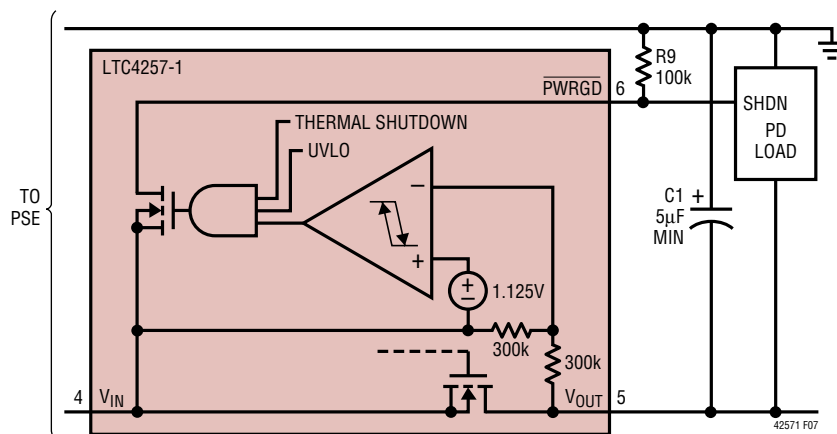 LTC4257-1
PWRGD
6
R9
100k
THERMAL SHUTDOWN
UVLO
SHDN
PD
LOAD
TO
PSE
–
+
+
–
1.125V
C1
+
5μF
MIN
300k
300k
4
VIN
VOUT
5
42571 F07